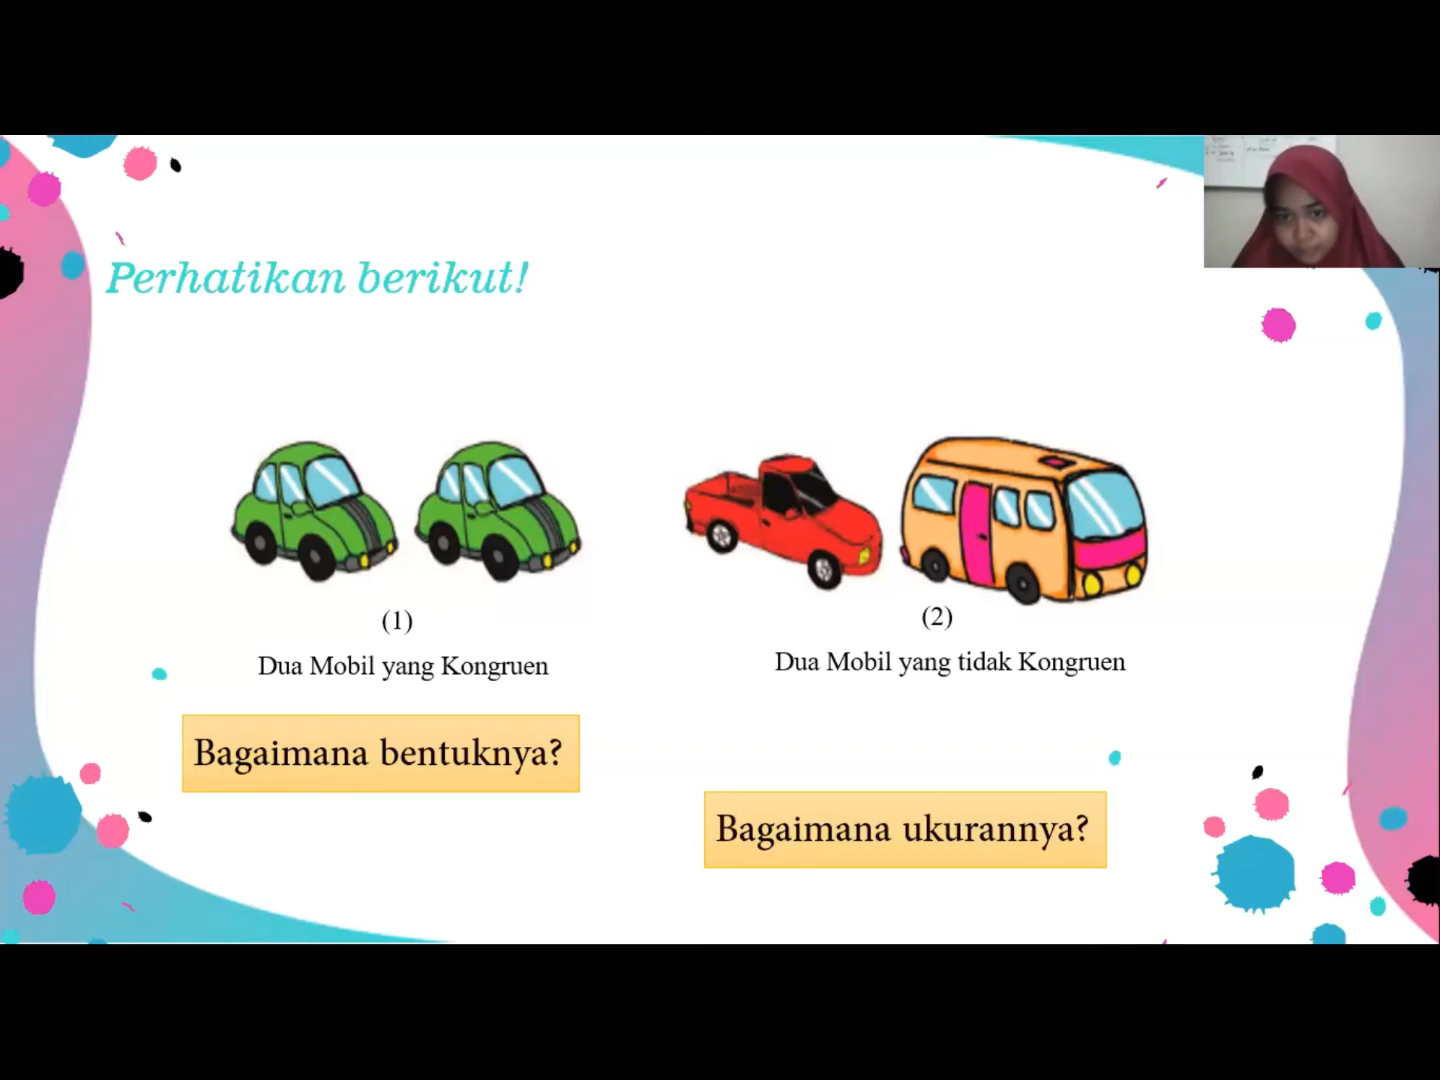 Perhatikan berikut!
(1)
Dua Mobil yang Kongruen
(2)
Dua Mobil yang tidak Kongruen
Bagaimana bentuknya?
Bagaimana ukurannya?